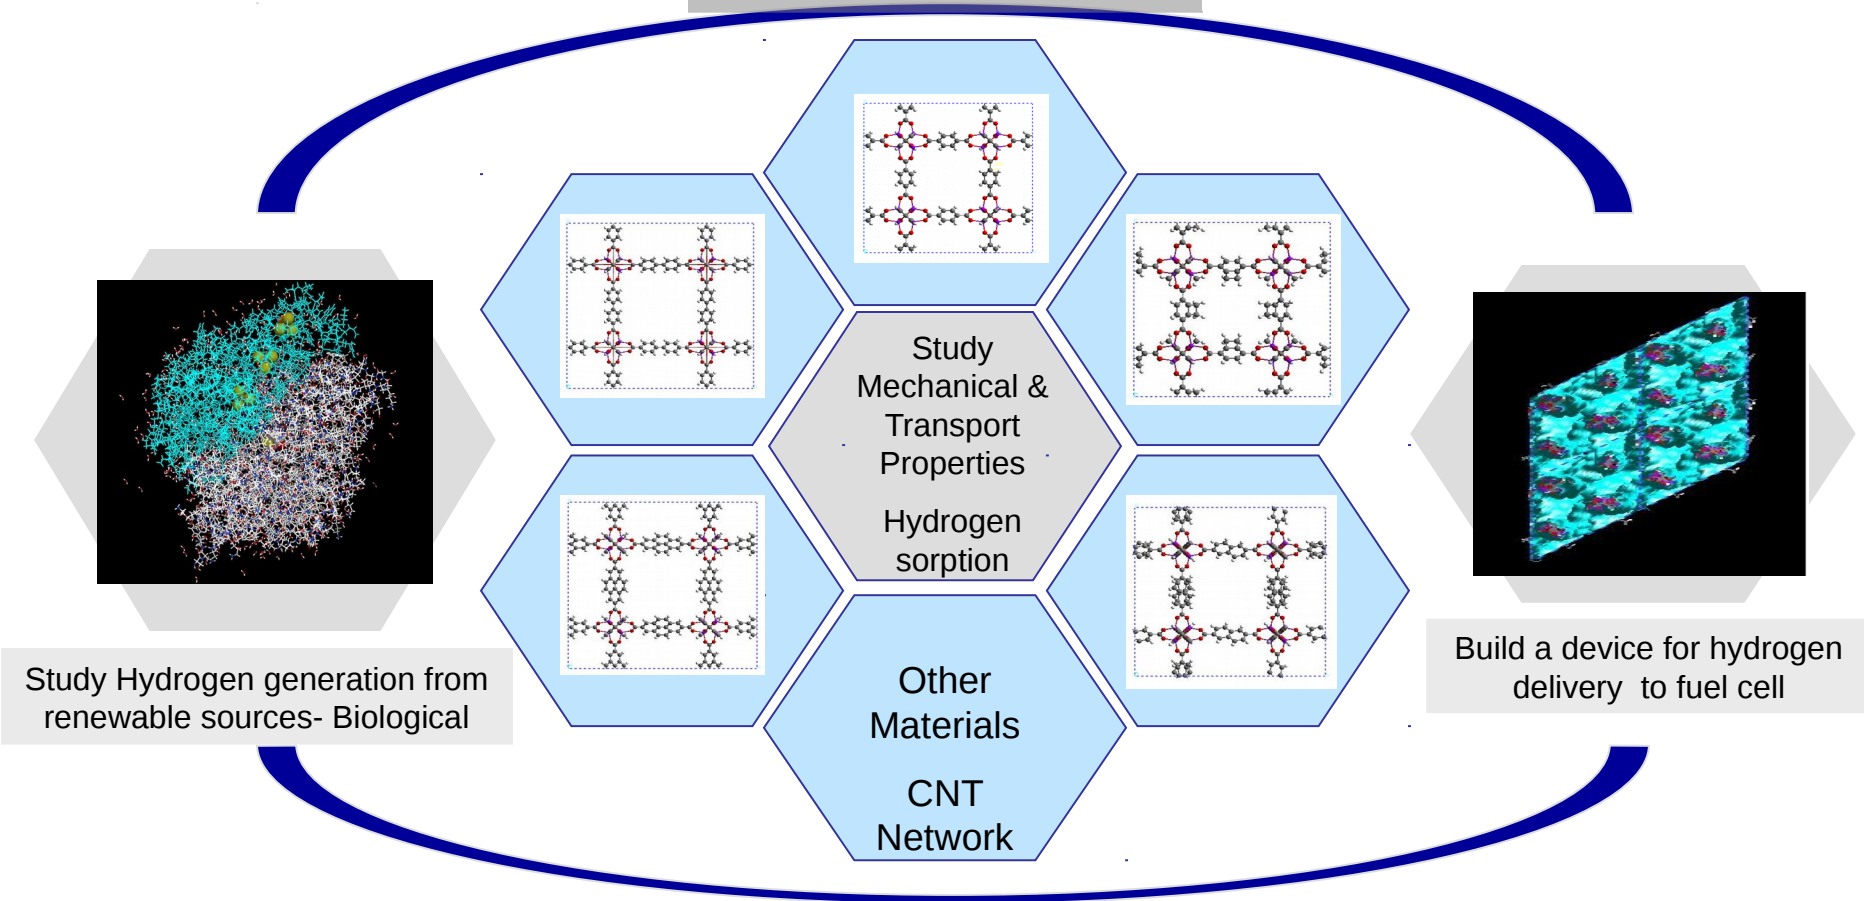 Study
Mechanical &
Transport
Properties
Hydrogen
sorption
Study Hydrogen generation from
renewable sources- Biological
Build a device for hydrogen
delivery  to fuel cell
Other
Materials
CNT
Network